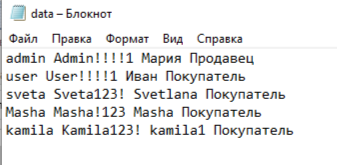 data – Блокнот
Файл Правка Формат Вид Справка
admin Admin!!!!1 Мария Продавец
user User!!!!1 Иван Покупатель
sveta Sveta123! Svetlana Покупатель
Masha Masha!123 Masha Покупатель
kamila Kamila123! kamila1 Покупатель